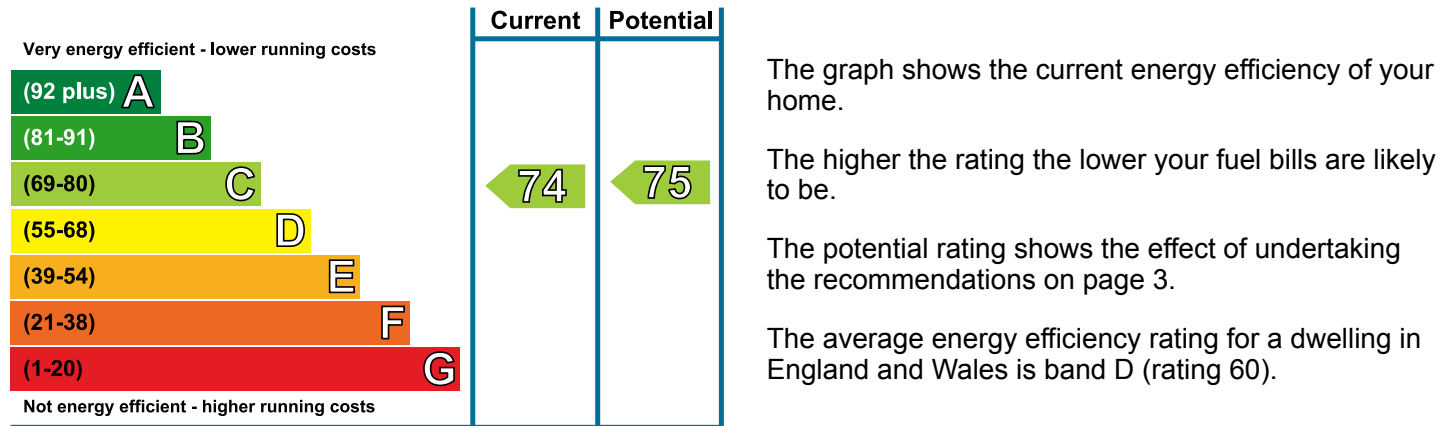 Current Potential
Very energy efficient - lower running costs
(92 plus) A
(81-91) B
(69-80) C
74 75
(55-68) D
(39-54) E
(21-38) F
(1-20) G
Not energy efficient - higher running costs
The graph shows the current energy efficiency of your
home.
The higher the rating the lower your fuel bills are likely
to be.
The potential rating shows the effect of undertaking
the recommendations on page 3.
The average energy efficiency rating for a dwelling in
England and Wales is band D (rating 60).